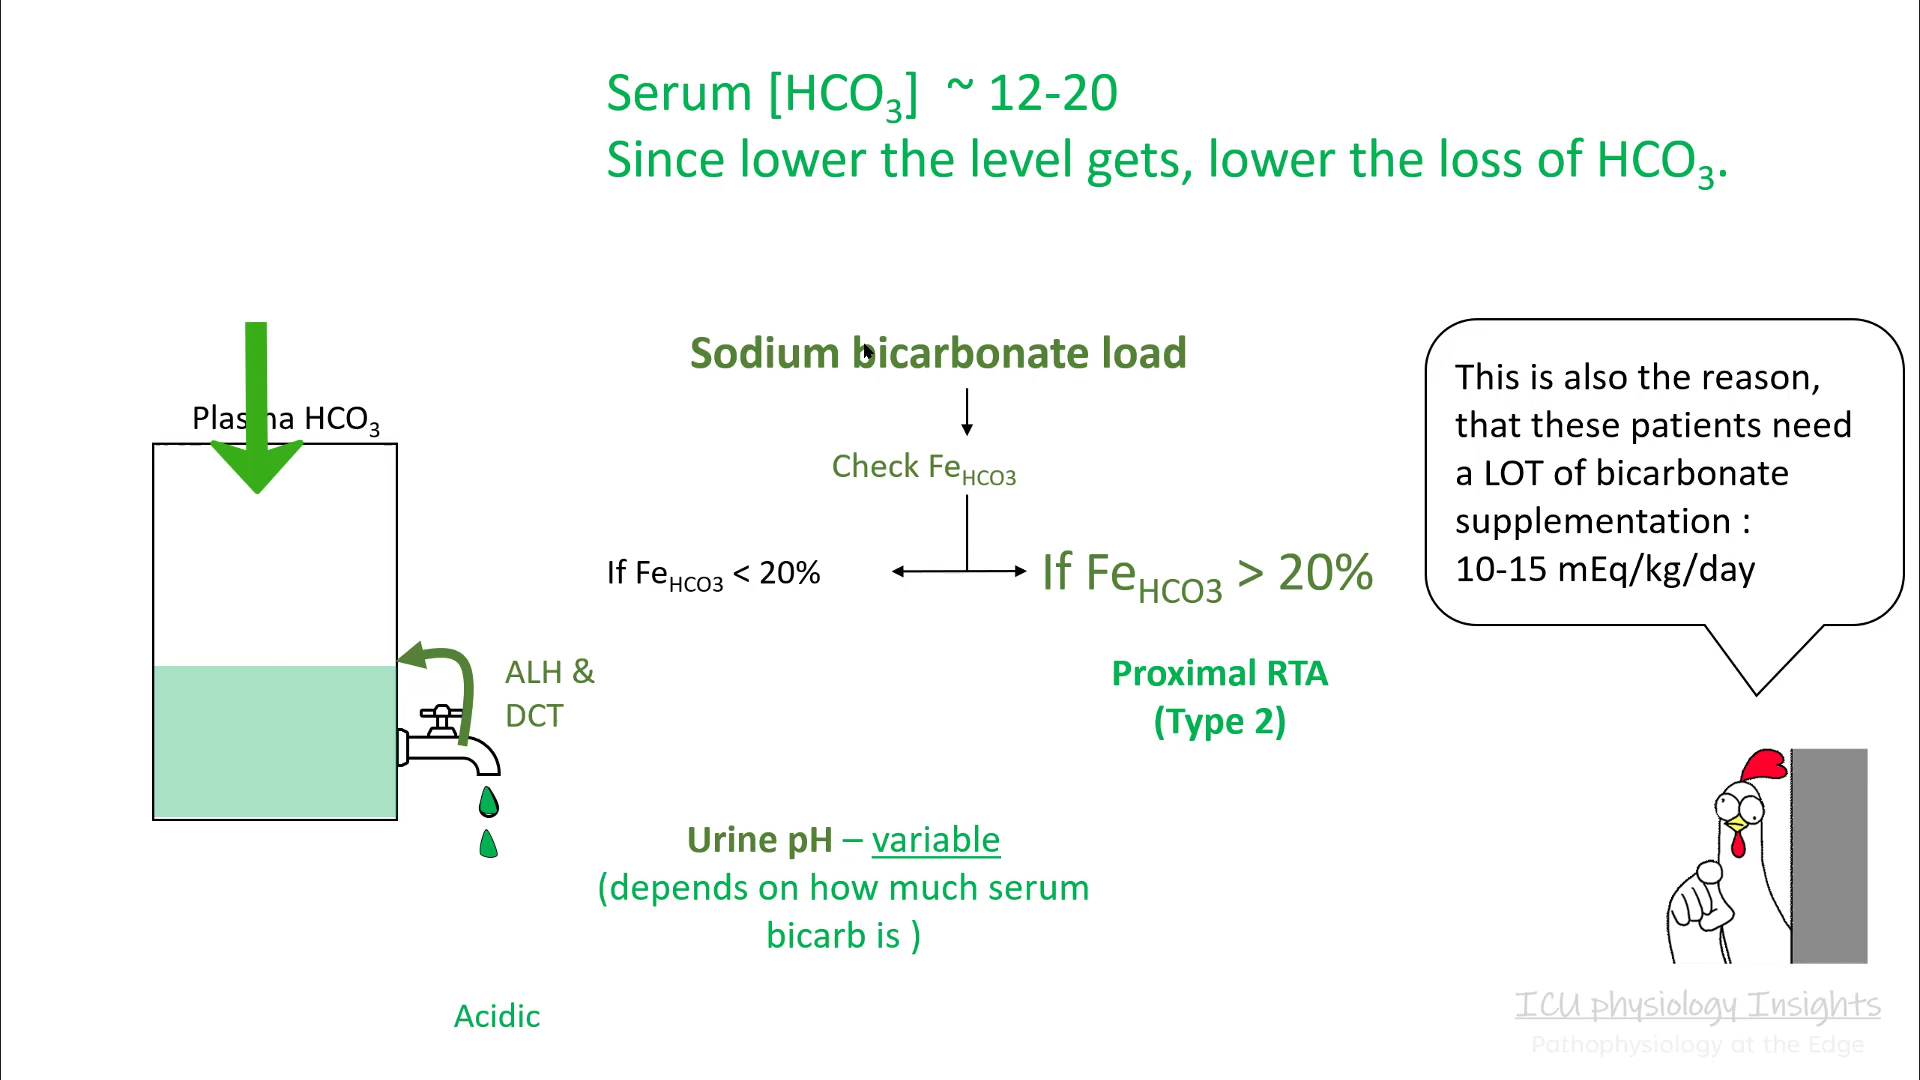 Serum [HCO3] ~ 12-20
Since lower the level gets, lower the loss of HCO3.
Sodium bicarbonate load
Check FeHCO3
If FeHCO3 < 20%
If FeHCO3 > 20%
Proximal RTA
(Type 2)
This is also the reason,
that these patients need
a LOT of bicarbonate
supplementation :
10-15 mEq/kg/day
Plasma HCO3
ALH &
DCT
Urine pH – variable
(depends on how much serum
bicarb is )
Acidic
ICU physiology Insights
Pathophysiology at the Edge